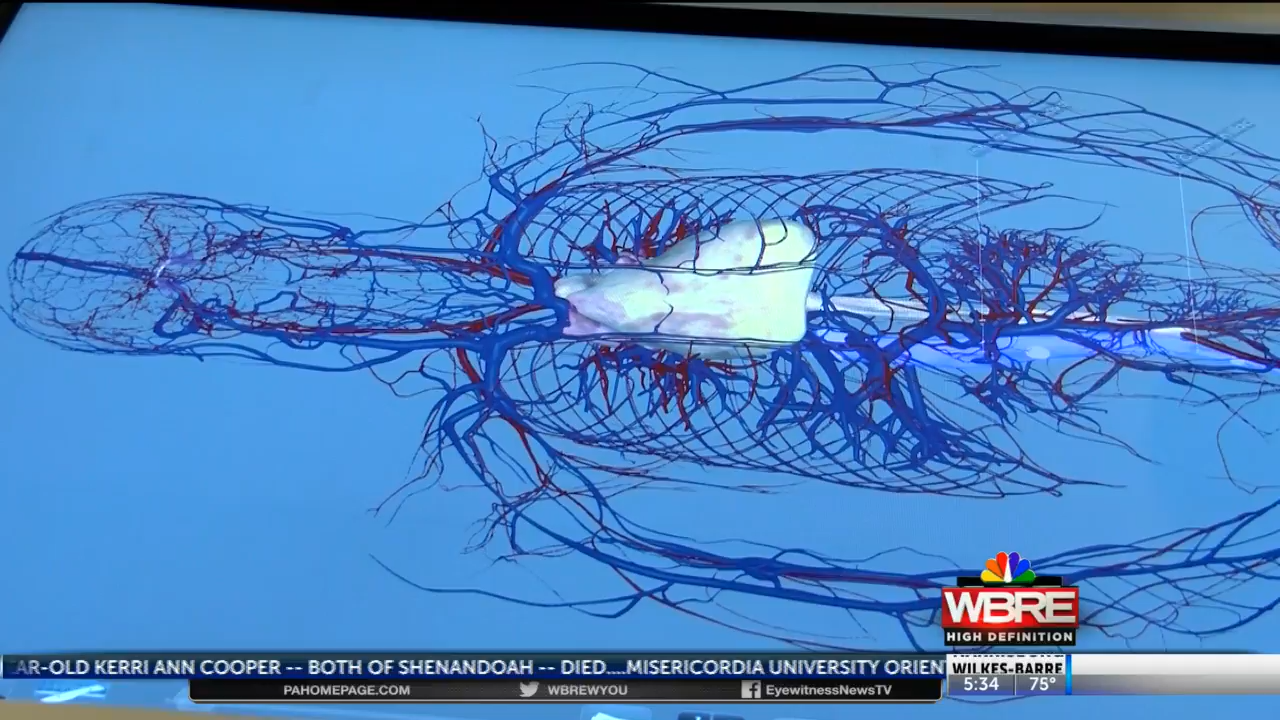 WBRE
HIGH DEFINITION
AR-OLD KERRI ANN COOPER -- BOTH OF SHENANDOAH -- DIED....MISERICORDIA UNIVERSITY ORIEN
WILKES-BARRE
5:34 75°
PAHOMEPAGE.COM WBREWYOU EyewitnessNewsTV